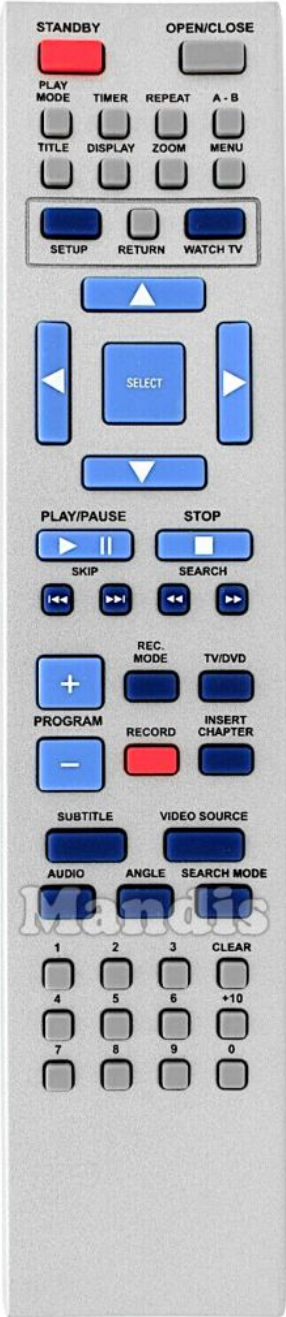 STANDBY OPEN/CLOSE
PLAY
MODE TIMER REPEAT A - B
TITLE DISPLAY ZOOM MENU
SETUP RETURN WATCH TV
SELECT
PLAY/PAUSE STOP
SKIP SEARCH
REC.
MODE TV/DVD
+
PROGRAM
RECORD INSERT
CHAPTER
−
SUBTITLE VIDEO SOURCE
AUDIO ANGLE SEARCH MODE
Mandis
1 2 3 CLEAR
4 5 6 +10
7 8 9 0